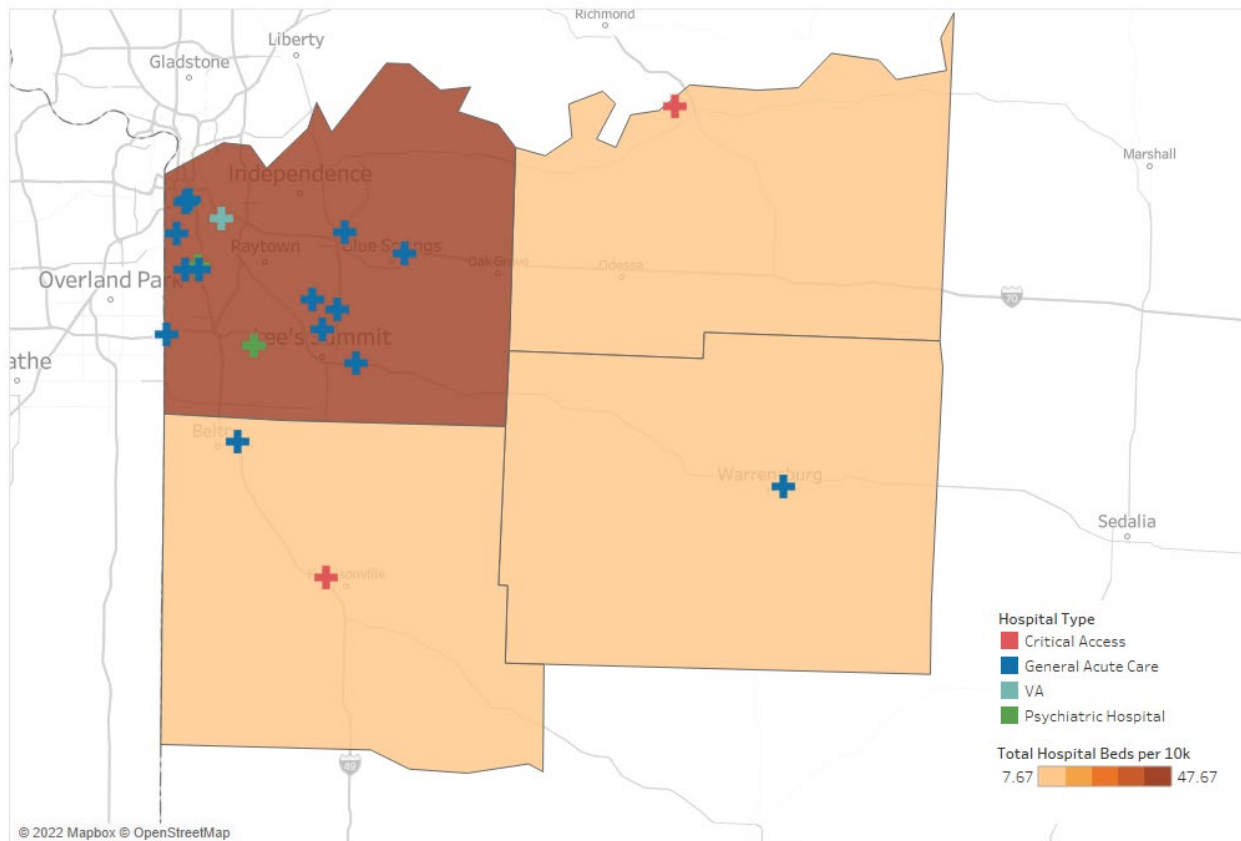 Richmond
Liberty
Gladstone
Marshall
Independence
Raytown
Blue Springs
Oak Grove
Odessa
Overland Park
70
Lee's Summit
athe
Belt
Warrensburg
Sedalia
49
Hospital Type
Critical Access
General Acute Care
VA
Psychiatric Hospital
Total Hospital Beds per 10k
7.67
47.67
© 2022 Mapbox © OpenStreetMap